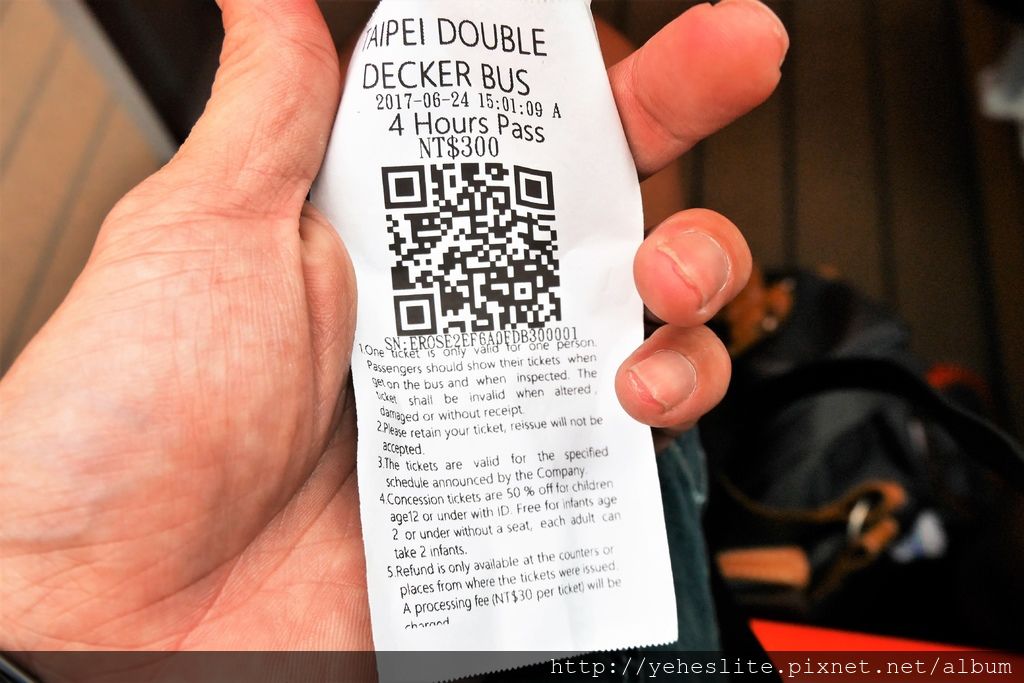 TAIPEI DOUBLE
DECKER BUS
2017-06-24 15:01:09 A
4 Hours Pass
NT$300
SN:EROSE2EF6A0FDB300001
1.One ticket is only valid for one person.
Passengers should show their tickets when
get on the bus and when inspected. The
ticket shall be invalid when altered,
damaged or without receipt.
2.Please retain your ticket, reissue will not be
accepted.
3.The tickets are valid for the specified
schedule announced by the Company.
4.Concession tickets are 50 % off for children
age12 or under with ID. Free for infants age
2 or under without a seat, each adult can
take 2 infants.
5.Refund is only available at the counters or
places from where the tickets were issued.
A processing fee (NT$30 per ticket) will be
charged
http://yeheslite.pixnet.net/album